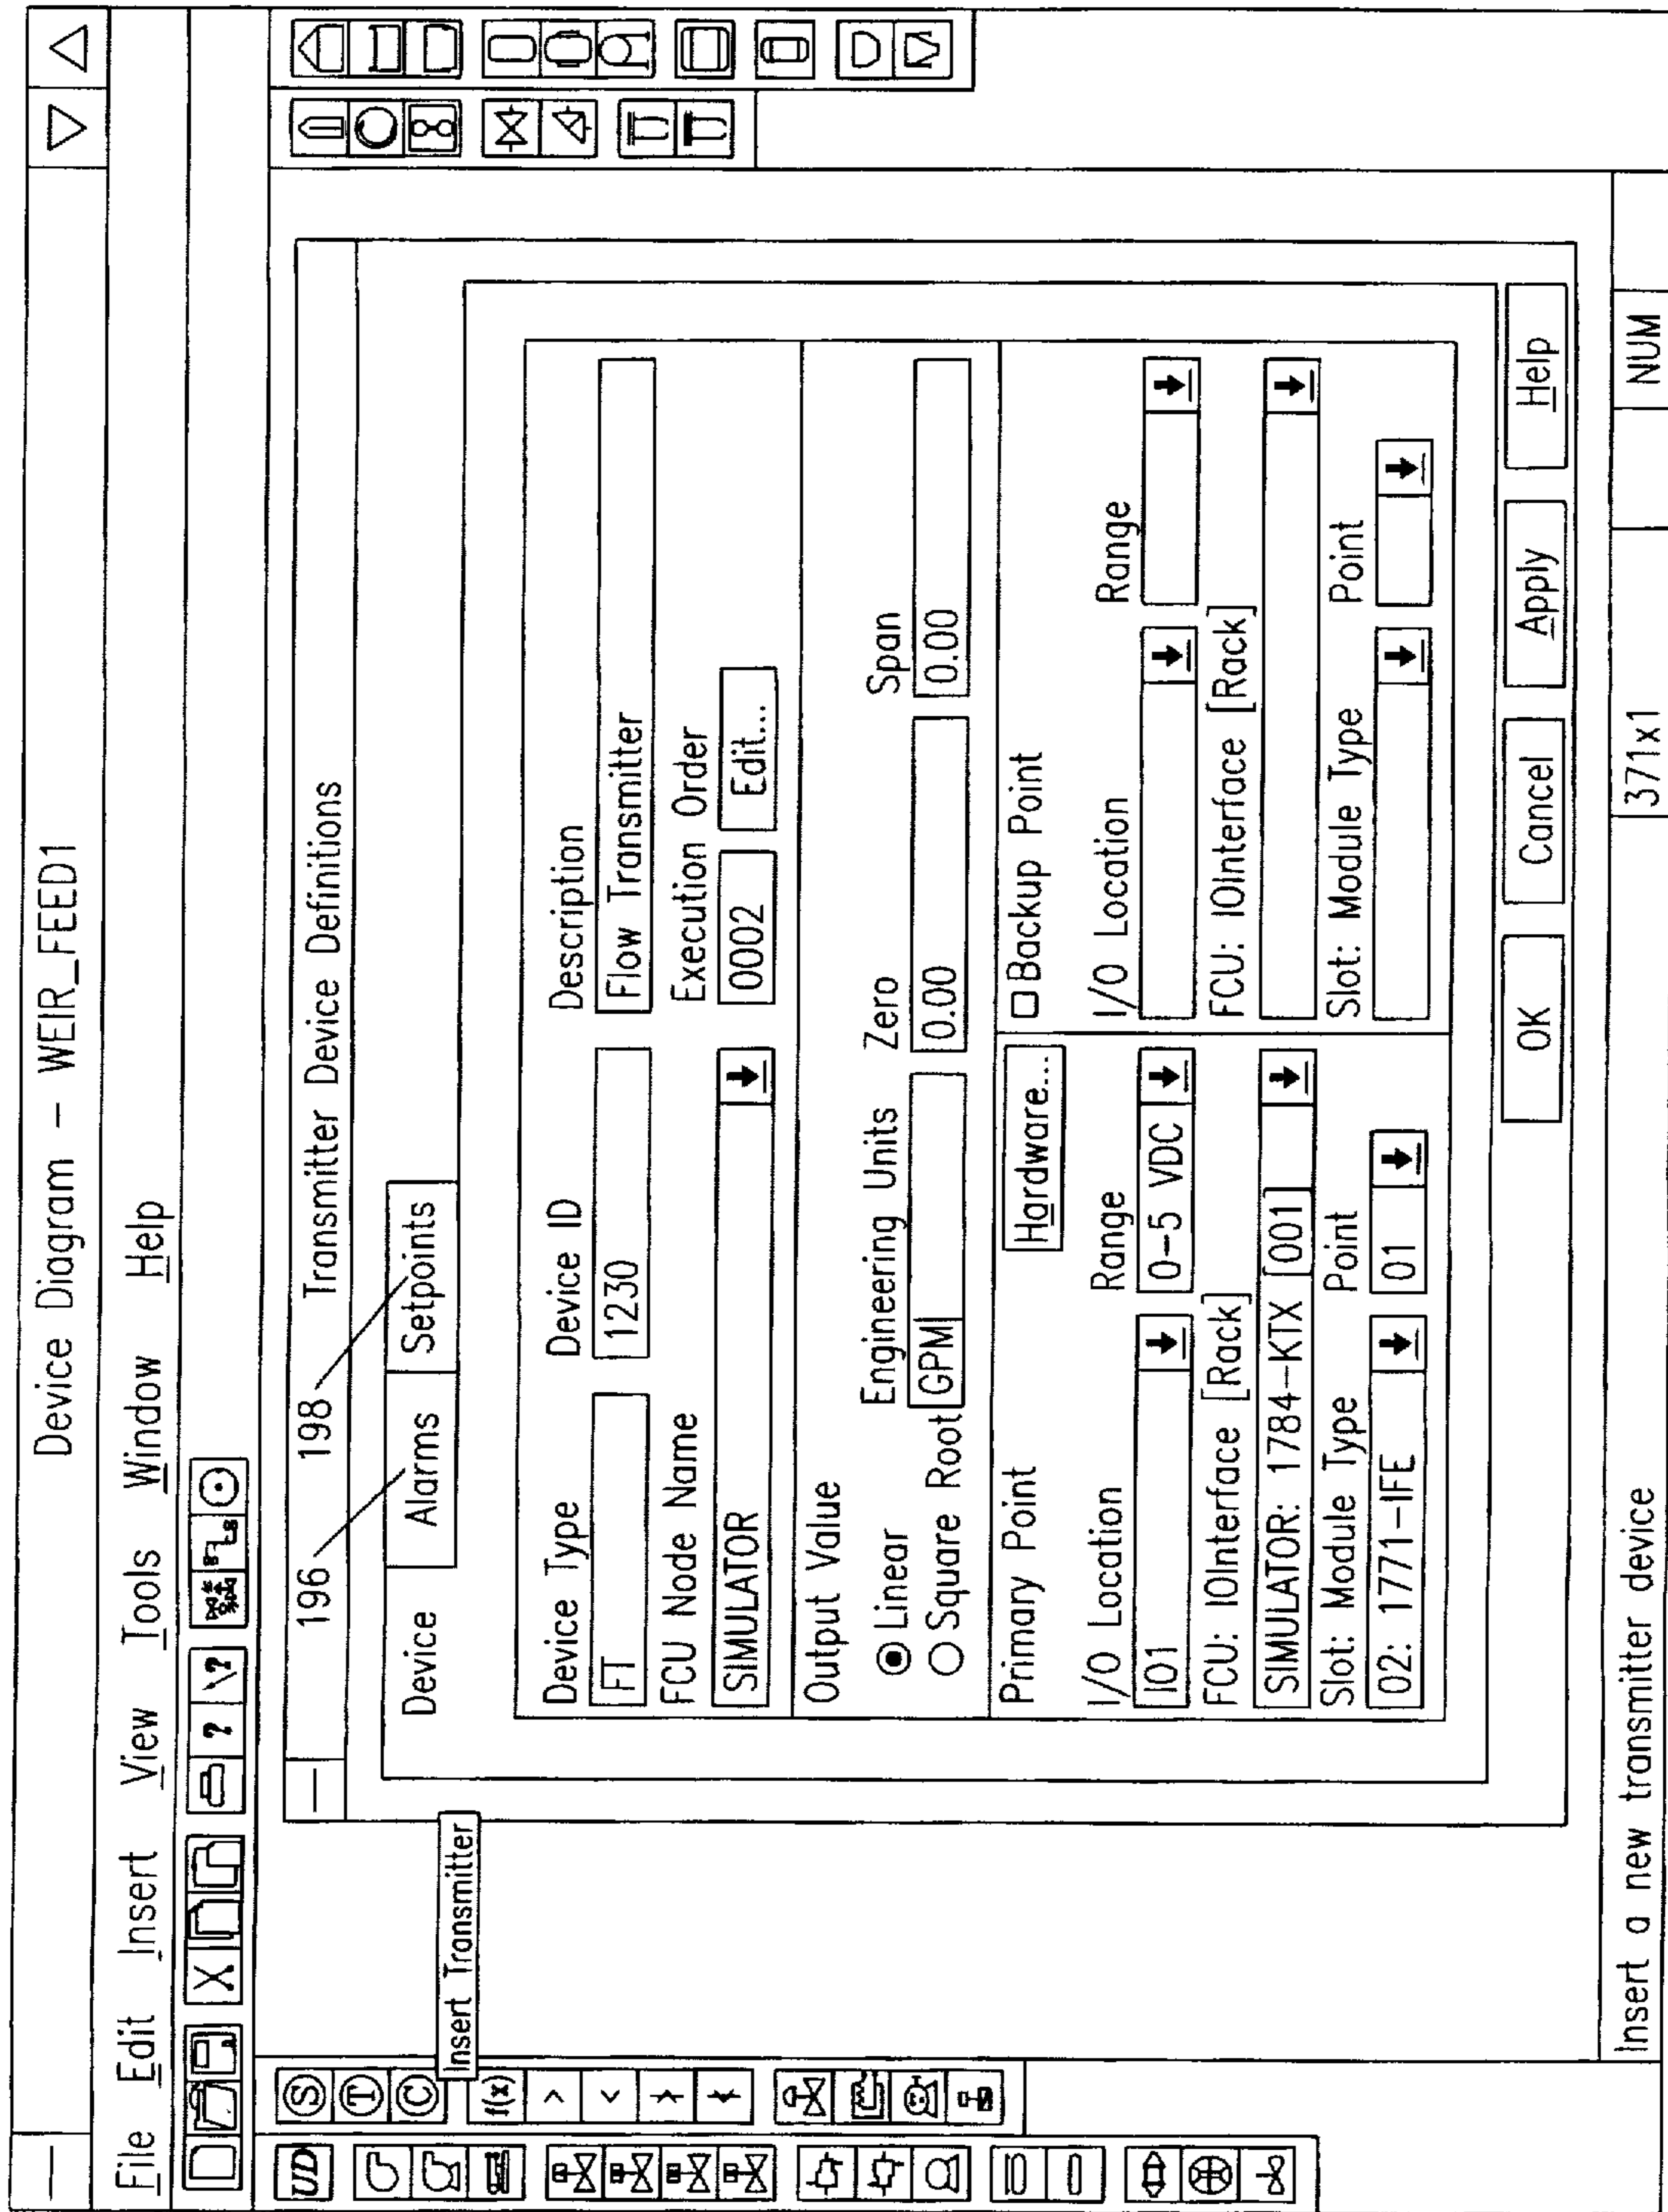 Device Diagram – WEIR_FEED1
File Edit Insert View Tools Window Help
? \?
UD
S
T
C
f(x)
>
<
Insert Transmitter
196 198 Transmitter Device Definitions
Device Alarms Setpoints
Device Type Device ID Description
FT 1230 Flow Transmitter
FCU Node Name Execution Order
SIMULATOR 0002 Edit...
Output Value
Linear Engineering Units Zero Span
Square Root GPM 0.00 0.00
Primary Point Hardware... Backup Point
I/O Location Range I/O Location Range
IO1 0–5 VDC
FCU: IOInterface [Rack] FCU: IOInterface [Rack]
SIMULATOR: 1784–KTX [001]
Slot: Module Type Point Slot: Module Type Point
02: 1771–IFE 01
OK Cancel Apply Help
Insert a new transmitter device 371x1 NUM